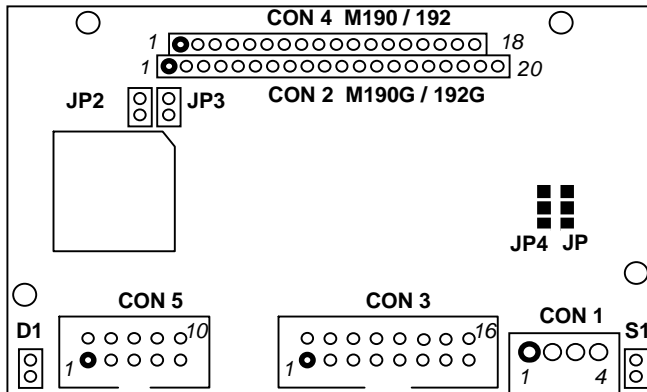 CON 4 M190 / 192
1 18
1 20
JP2 JP3 CON 2 M190G / 192G
JP4 JP
CON 5 CON 3 CON 1
D1 S1
10 16
1 1 1 4